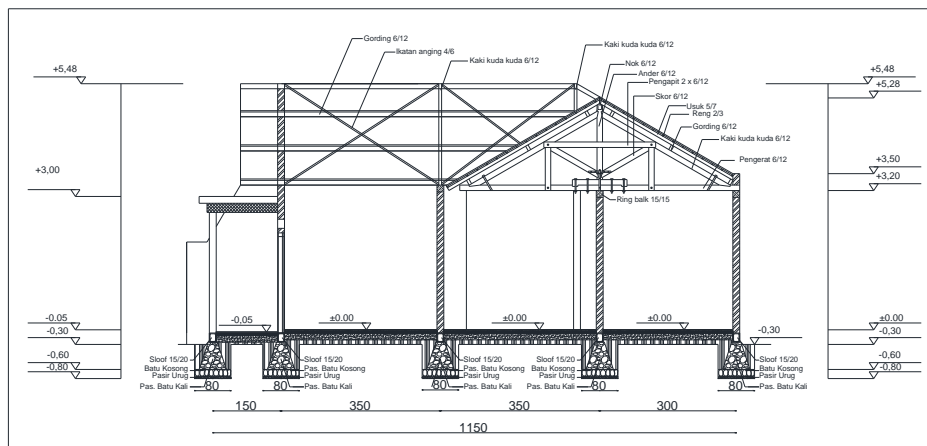 Gording 6/12
Ikatan anging 4/6
Kaki kuda kuda 6/12
Kaki kuda kuda 6/12
Nok 6/12
Ander 6/12
Pengapit 2 x 6/12
Skor 6/12
Usuk 5/7
Reng 2/3
Gording 6/12
Kaki kuda kuda 6/12
Pengerat 6/12
Ring balk 15/15
+5,48
+3,00
-0.05
-0,30
-0,60
-0,80
+5,48
+5,28
+3,50
+3,20
±0.00
-0,30
-0,60
-0,80
-0,05
±0.00
±0.00
±0.00
-0,30
Sloof 15/20
Batu Kosong
Pasir Urug
Pas. Batu Kali
80
Sloof 15/20
Pas. Batu Kosong
Pasir Urug
Pas. Batu Kali
80
Sloof 15/20
Pas. Batu Kosong
Pasir Urug
Pas. Batu Kali
80
Sloof 15/20
Batu Kosong
Pasir Urug
Pas. Batu Kali
80
Sloof 15/20
Batu Kosong
Pasir Urug
Pas. Batu Kali
80
150
350
350
300
1150